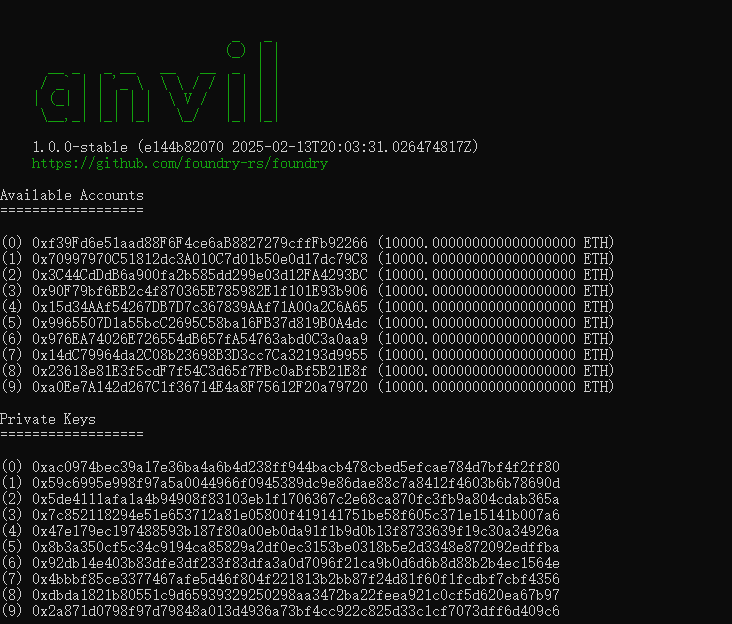 anvil
1.0.0-stable (e144b82070 2025-02-13T20:03:31.026474817Z)
https://github.com/foundry-rs/foundry
Available Accounts
==================
(0) 0xf39Fd6e51aad88F6F4ce6aB8827279cffFb92266 (10000.000000000000000000 ETH)
(1) 0x70997970C51812dc3A010C7d01b50e0d17dc79C8 (10000.000000000000000000 ETH)
(2) 0x3C44CdDdB6a900fa2b585dd299e03d12FA4293BC (10000.000000000000000000 ETH)
(3) 0x90F79bf6EB2c4f870365E785982E1f101E93b906 (10000.000000000000000000 ETH)
(4) 0x15d34AAf54267DB7D7c367839AAf71A00a2C6A65 (10000.000000000000000000 ETH)
(5) 0x9965507D1a55bcC2695C58ba16FB37d819B0A4dc (10000.000000000000000000 ETH)
(6) 0x976EA74026E726554dB657fA54763abd0C3a0aa9 (10000.000000000000000000 ETH)
(7) 0x14dC79964da2C08b23698B3D3cc7Ca32193d9955 (10000.000000000000000000 ETH)
(8) 0x23618e81E3f5cdF7f54C3d65f7FBc0aBf5B21E8f (10000.000000000000000000 ETH)
(9) 0xa0Ee7A142d267C1f36714E4a8F75612F20a79720 (10000.000000000000000000 ETH)
Private Keys
==================
(0) 0xac0974bec39a17e36ba4a6b4d238ff944bacb478cbed5efcae784d7bf4f2ff80
(1) 0x59c6995e998f97a5a0044966f0945389dc9e86dae88c7a8412f4603b6b78690d
(2) 0x5de4111afa1a4b94908f83103eb1f1706367c2e68ca870fc3fb9a804cdab365a
(3) 0x7c852118294e51e653712a81e05800f419141751be58f605c371e15141b007a6
(4) 0x47e179ec197488593b187f80a00eb0da91f1b9d0b13f8733639f19c30a34926a
(5) 0x8b3a350cf5c34c9194ca85829a2df0ec3153be0318b5e2d3348e872092edffba
(6) 0x92db14e403b83dfe3df233f83dfa3a0d7096f21ca9b0d6d6b8d88b2b4ec1564e
(7) 0x4bbbf85ce3377467afe5d46f804f221813b2bb87f24d81f60f1fcdbf7cbf4356
(8) 0xdbda1821b80551c9d65939329250298aa3472ba22feea921c0cf5d620ea67b97
(9) 0x2a871d0798f97d79848a013d4936a73bf4cc922c825d33c1cf7073dff6d409c6